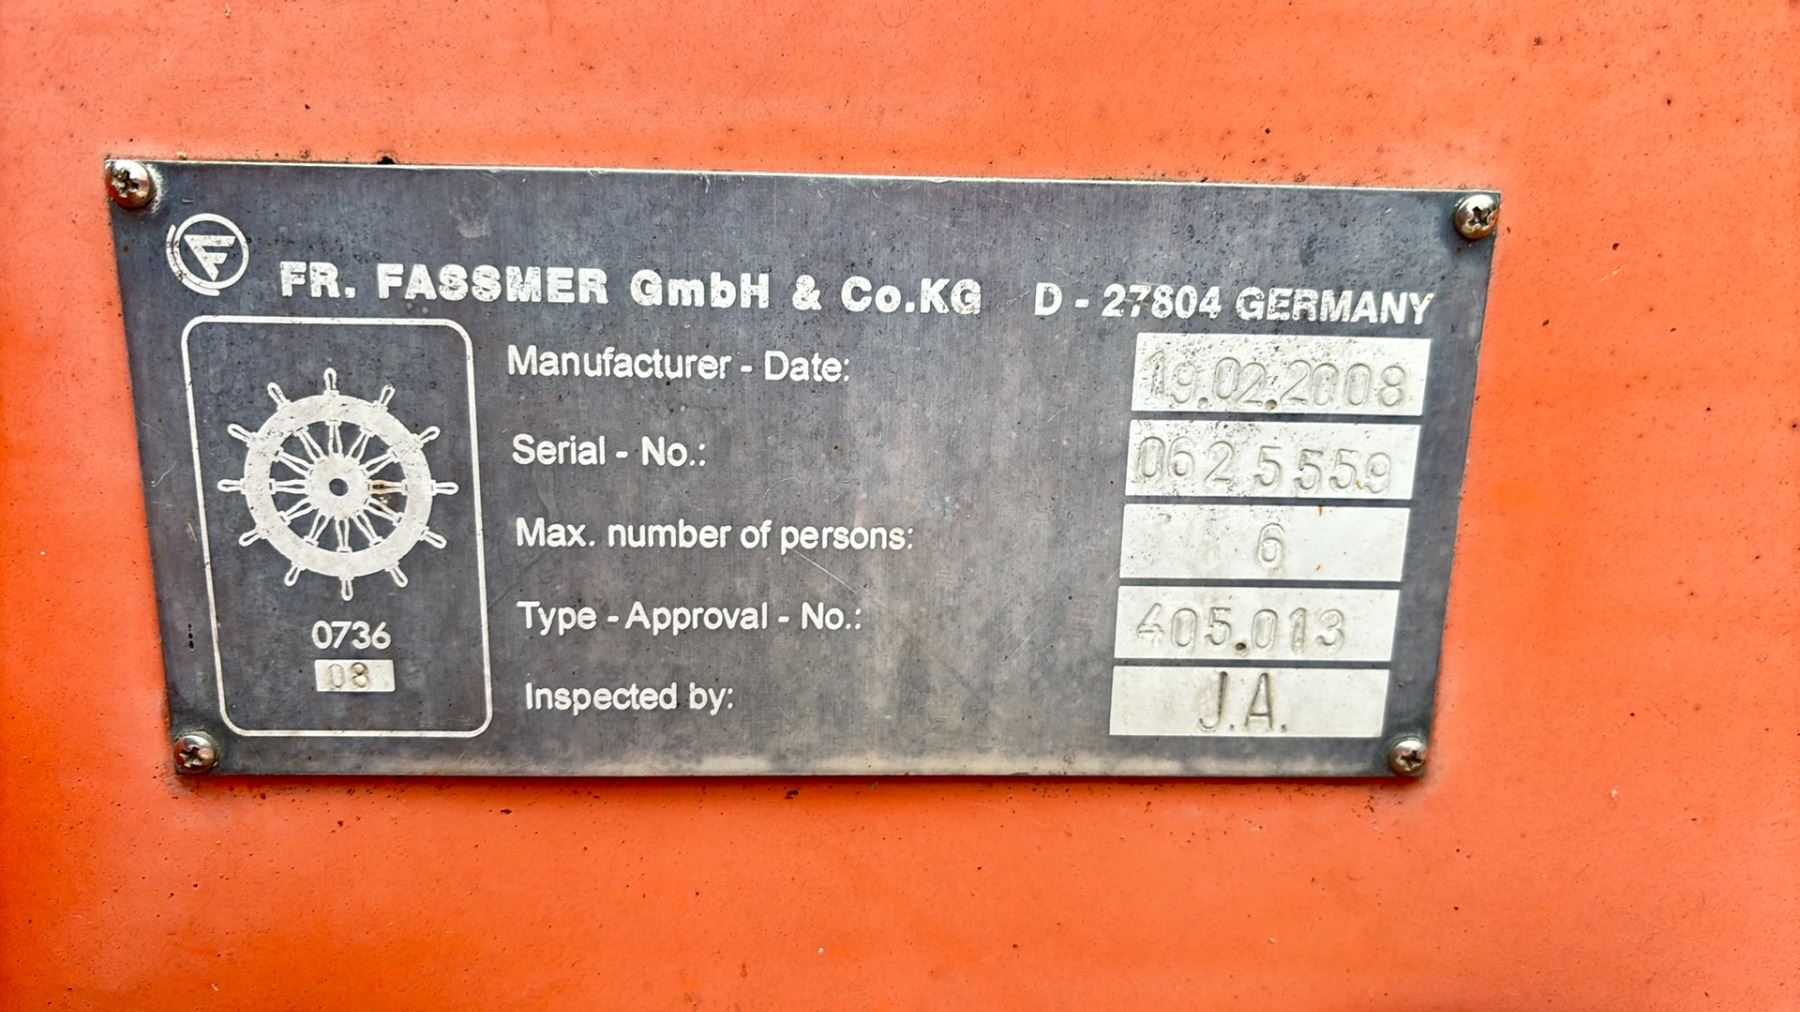 FR. FASSMER GmbH & Co.KG D - 27804 GERMANY
Manufacturer - Date: 19.02.2008
Serial - No.: 0625559
Max. number of persons: 6
Type - Approval - No.: 405.013
Inspected by: J.A.
0736
08